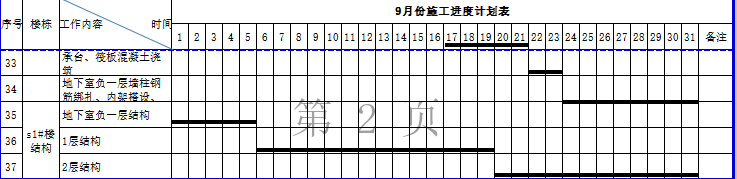 9月份施工进度计划表
序号 楼栋 工作内容 时间 1 2 3 4 5 6 7 8 9 10 11 12 13 14 15 16 17 18 19 20 21 22 23 24 25 26 27 28 29 30 31 备注
33 承台、筏板混凝土浇
筑
34 地下室负一层墙柱钢
筋绑扎、内架搭设、
35 地下室负一层结构
s1#楼
结构
36 1层结构
37 2层结构
第 2 页